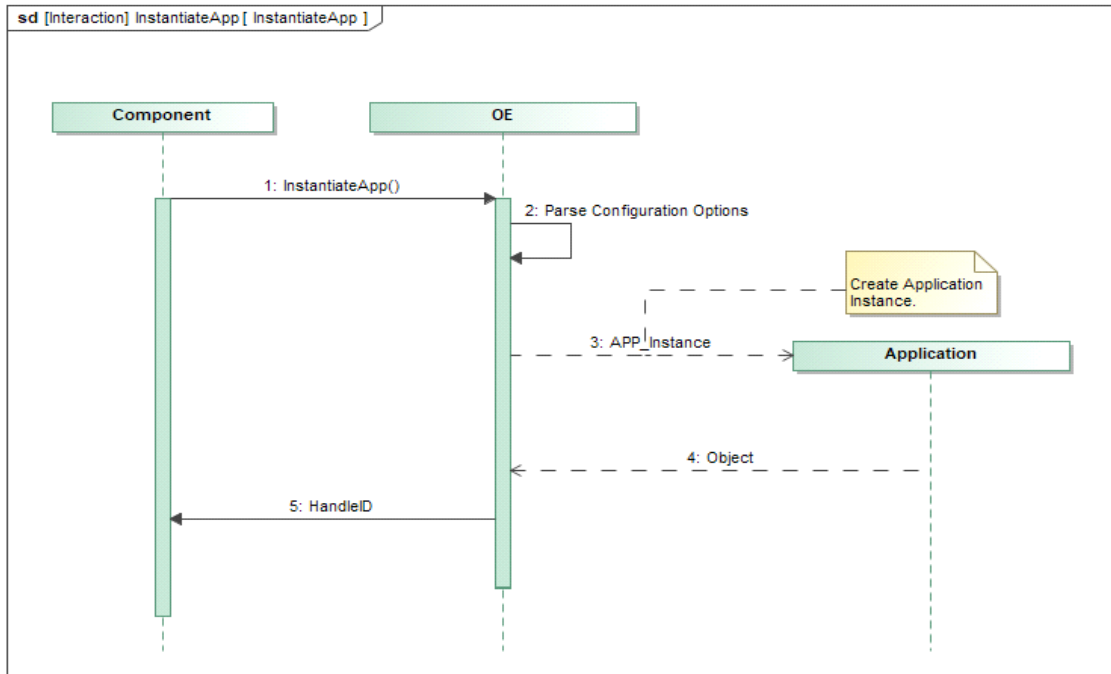 sd [Interaction] InstantiateApp [ InstantiateApp ]
Component
OE
1: InstantiateApp()
2: Parse Configuration Options
Create Application
Instance.
3: APP_Instance
Application
4: Object
5: HandleID